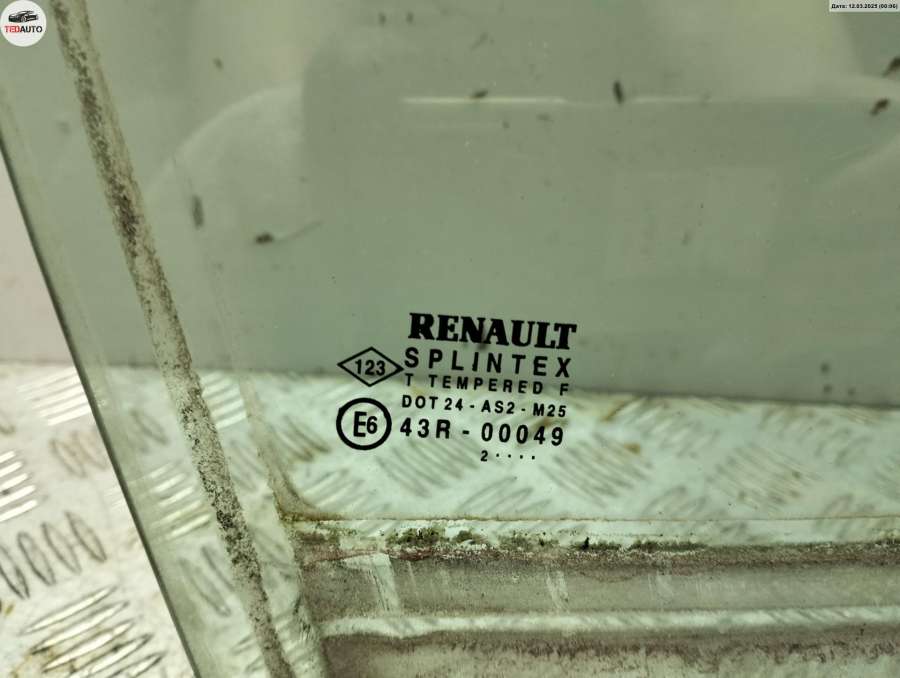 TEDAUTO
Дата: 12.03.2025 (00:06)
RENAULT
123
SPLINTEX
T TEMPERED F
DOT 24 - AS2 - M25
E6
43R - 00049
2 ....